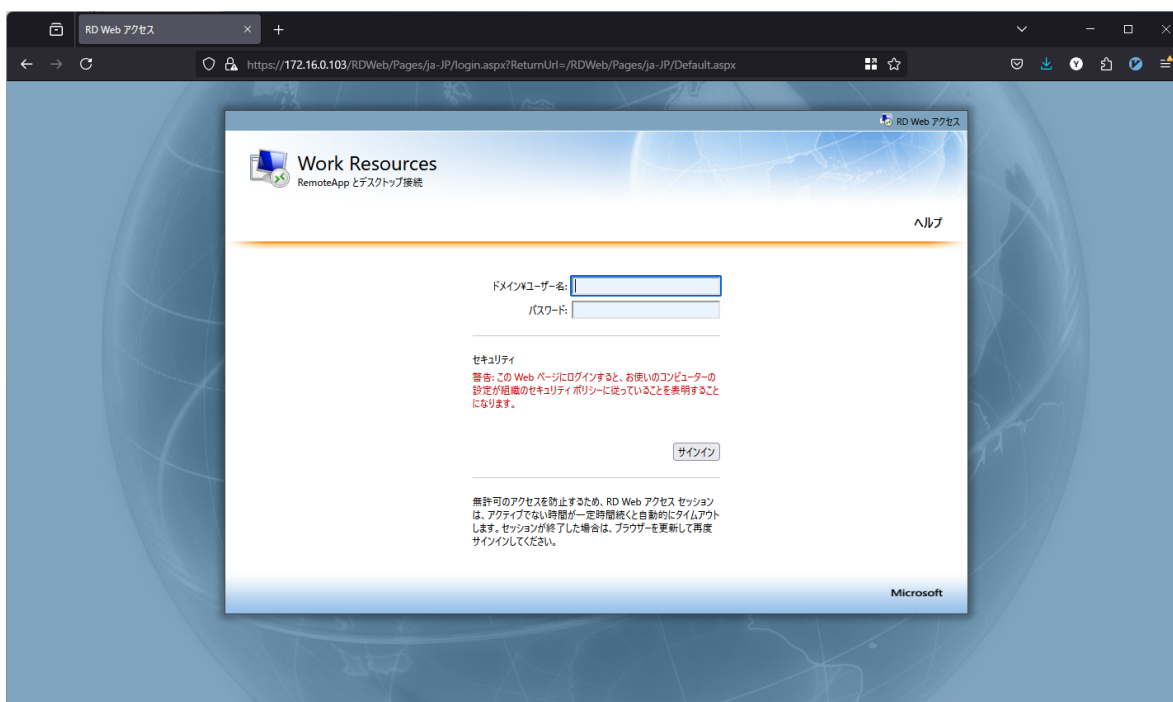 RD Web アクセス
https://172.16.0.103/RDWeb/Pages/ja-JP/login.aspx?ReturnUrl=/RDWeb/Pages/ja-JP/Default.aspx
RD Web アクセス
Work Resources
RemoteApp とデスクトップ接続
ヘルプ
ドメイン¥ユーザー名:
パスワード:
セキュリティ
警告: この Web ページにログインすると、お使いのコンピューターの
設定が組織のセキュリティ ポリシーに従っていることを表明すること
になります。
サインイン
無許可のアクセスを防止するため、RD Web アクセス セッション
は、アクティブでない時間が一定時間続くと自動的にタイムアウト
します。セッションが終了した場合は、ブラウザーを更新して再度
サインインしてください。
Microsoft